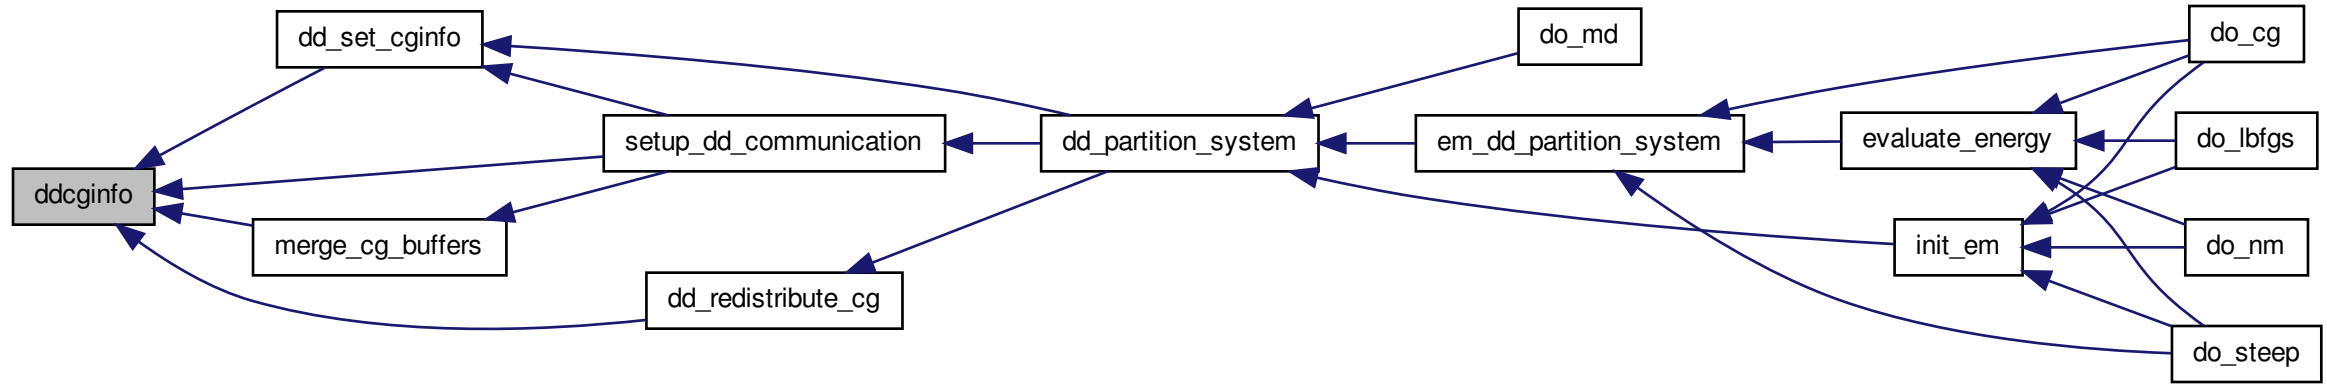 ddcginfo
dd_set_cginfo
setup_dd_communication
merge_cg_buffers
dd_redistribute_cg
dd_partition_system
do_md
em_dd_partition_system
evaluate_energy
init_em
do_cg
do_lbfgs
do_nm
do_steep